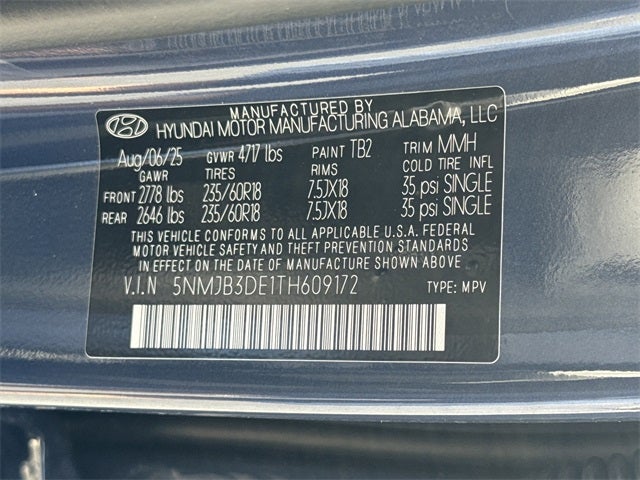 MANUFACTURED BY
HYUNDAI MOTOR MANUFACTURING ALABAMA, LLC
Aug/06/25 GVWR 4717 lbs PAINT TB2 TRIM MMH
GAWR TIRES RIMS COLD TIRE INFL
FRONT 2778 lbs 235/60R18 7.5JX18 35 psi SINGLE
REAR 2646 lbs 235/60R18 7.5JX18 35 psi SINGLE
THIS VEHICLE CONFORMS TO ALL APPLICABLE U.S.A. FEDERAL
MOTOR VEHICLE SAFETY AND THEFT PREVENTION STANDARDS
IN EFFECT ON THE DATE OF MANUFACTURE SHOWN ABOVE.
V.I.N 5NMJB3DE1TH609172 TYPE: MPV